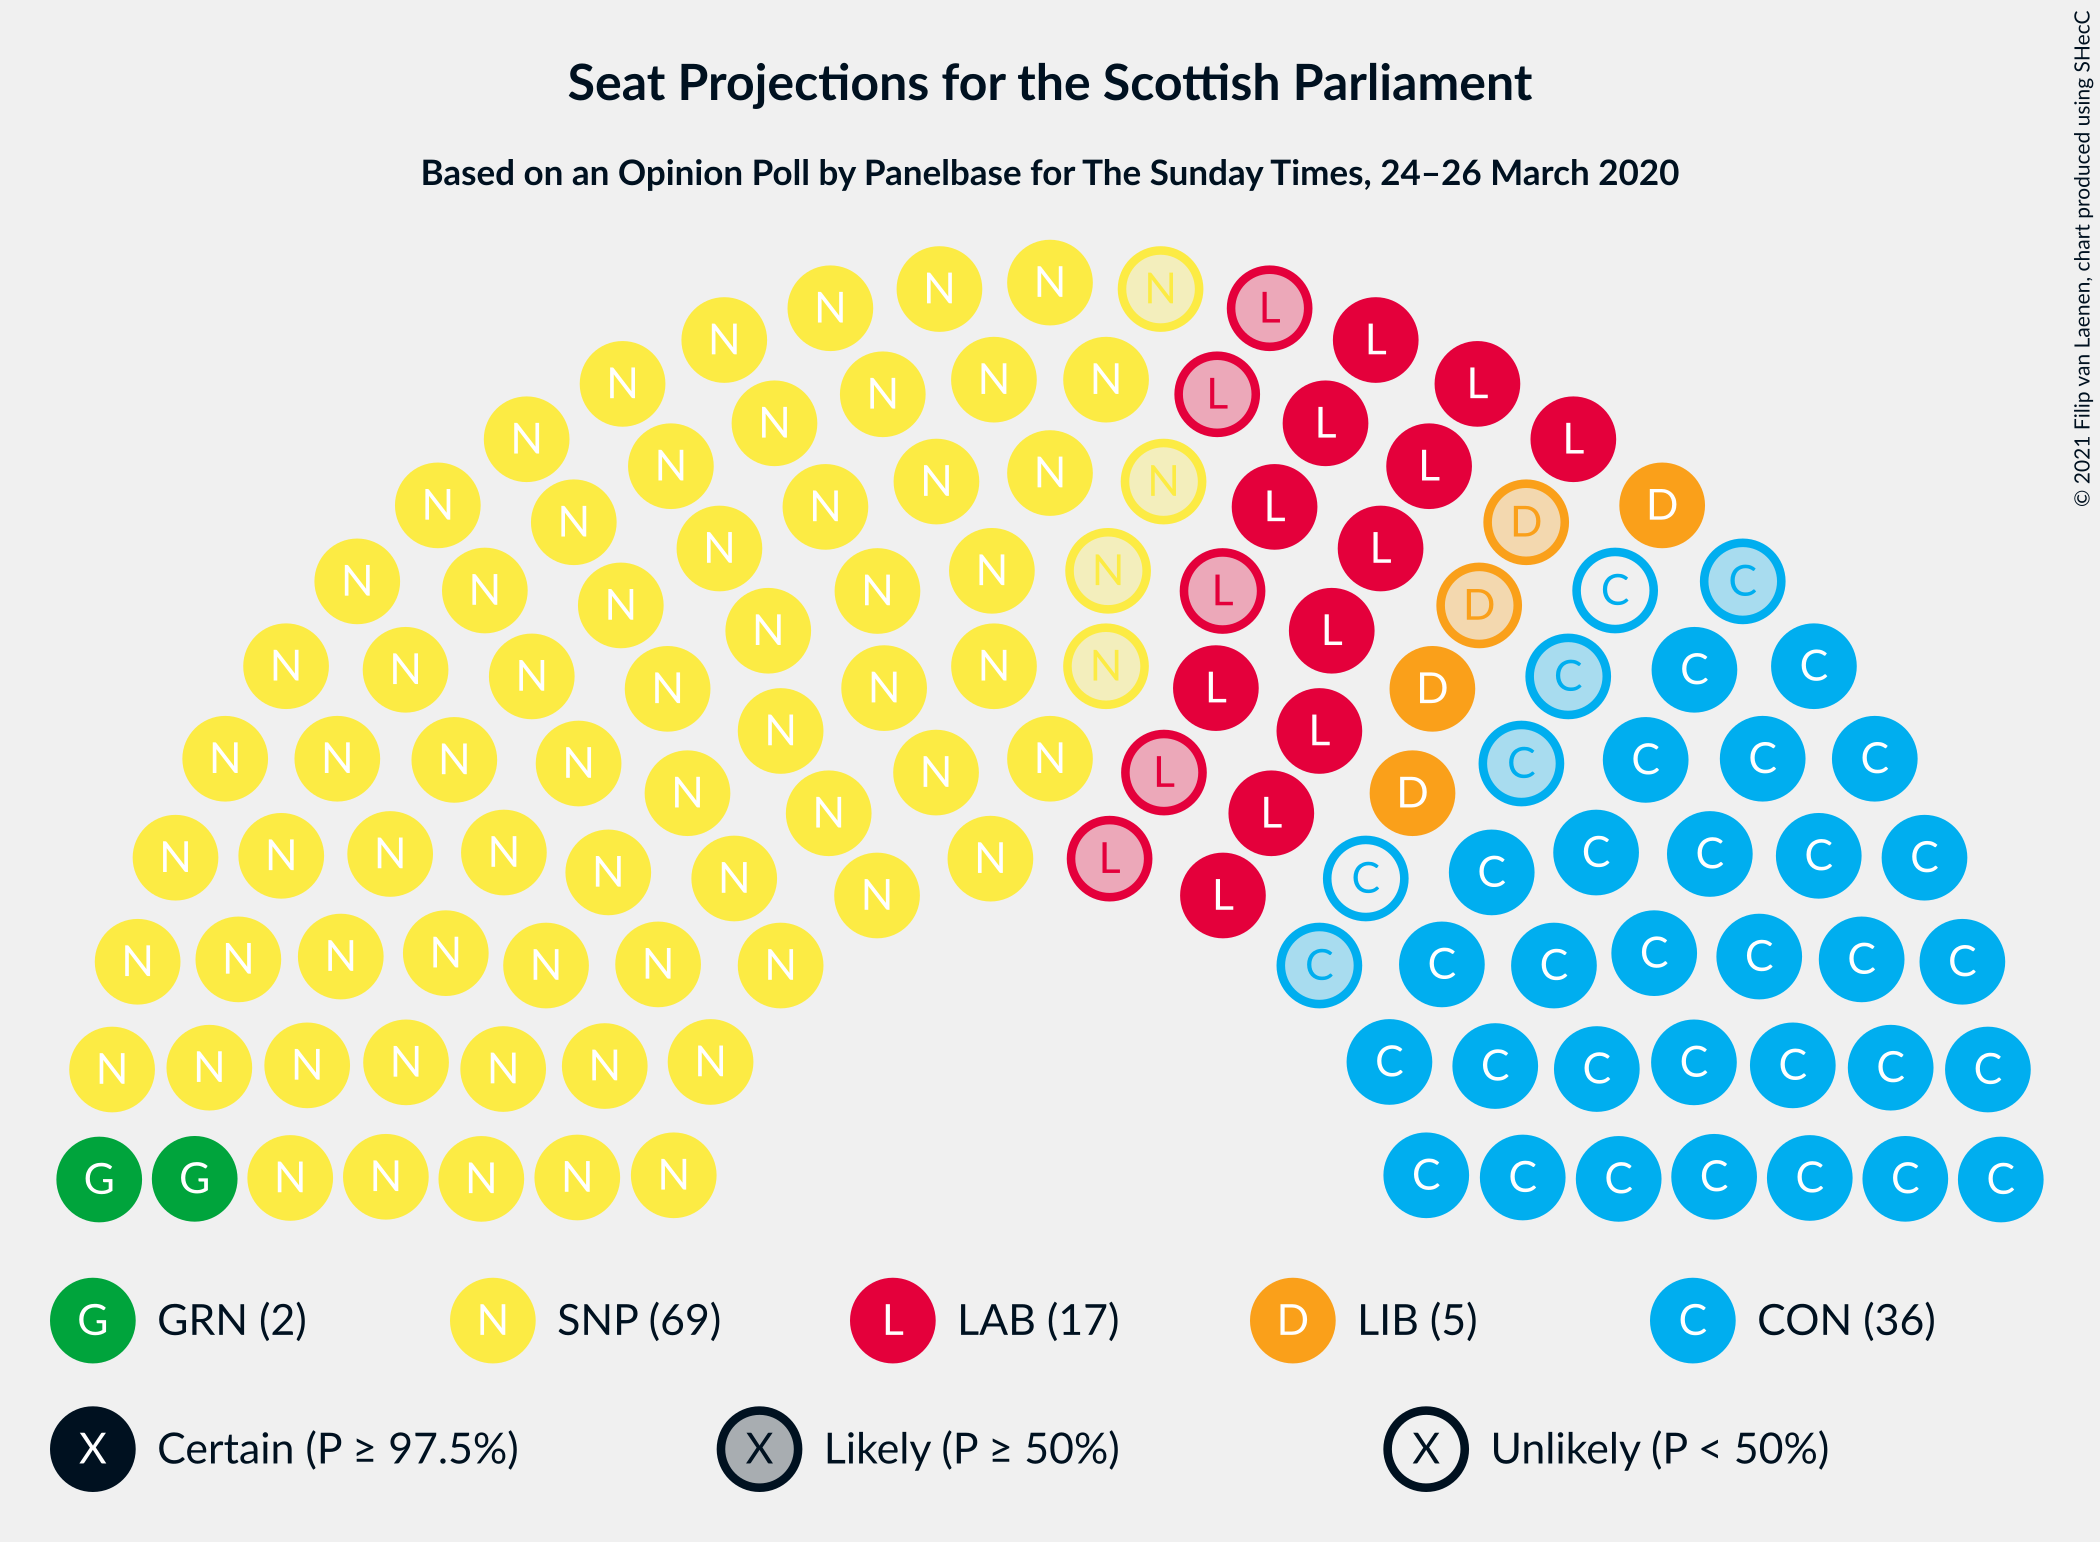 Seat Projections for the Scottish Parliament
Based on an Opinion Poll by Panelbase for The Sunday Times, 24–26 March 2020
© 2021 Filip van Laenen, chart produced using SHecC
N N N N L
N L
N N N N L L
N N L L
N N N N L
N N N L D D
N L
N N N N N N L D C C
N L
N N N N N N N L D C C C
N L
N N N N N N N L D C C C C
N L
N N N N N N N N L L C C C C C C
N N N N N N N C C C C C C C
N N N N N N N C C C C C C C
G G N N N N N C C C C C C C
G GRN (2) N SNP (69) L LAB (17) D LIB (5) C CON (36)
X Certain (P ≥ 97.5%) X Likely (P ≥ 50%) X Unlikely (P < 50%)